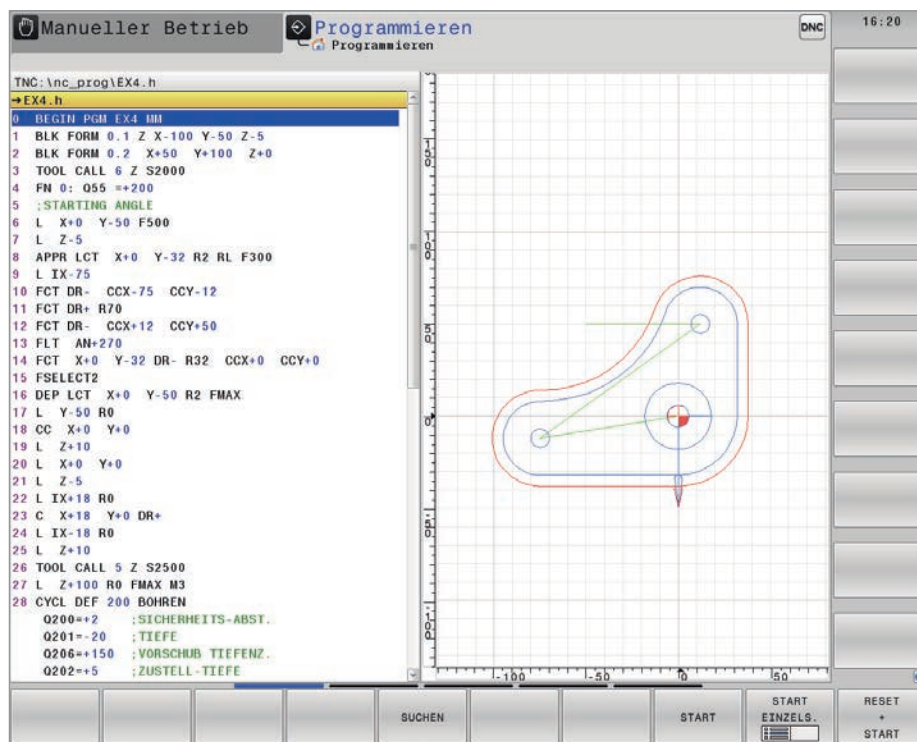 Manueller Betrieb
Programmieren
Programmieren
DNC
16:20
TNC:\nc_prog\EX4.h
→EX4.h
0 BEGIN PGM EX4 MM
1 BLK FORM 0.1 Z X-100 Y-50 Z-5
2 BLK FORM 0.2 X+50 Y+100 Z+0
3 TOOL CALL 6 Z S2000
4 FN 0: Q55 =+200
5 ;STARTING ANGLE
6 L X+0 Y-50 F500
7 L Z-5
8 APPR LCT X+0 Y-32 R2 RL F300
9 L IX-75
10 FCT DR- CCX-75 CCY-12
11 FCT DR+ R70
12 FCT DR- CCX+12 CCY+50
13 FLT AN+270
14 FCT X+0 Y-32 DR- R32 CCX+0 CCY+0
15 FSELECT2
16 DEP LCT X+0 Y-50 R2 FMAX
17 L Y-50 R0
18 CC X+0 Y+0
19 L Z+10
20 L X+0 Y+0
21 L Z-5
22 L IX+18 R0
23 C X+18 Y+0 DR+
24 L IX-18 R0
25 L Z+10
26 TOOL CALL 5 Z S2500
27 L Z+100 R0 FMAX M3
28 CYCL DEF 200 BOHREN
Q200=+2 ;SICHERHEITS-ABST.
Q201=-20 ;TIEFE
Q206=+150 ;VORSCHUB TIEFENZ.
Q202=+5 ;ZUSTELL-TIEFE
150
100
50
0
-50
-100
-100
-50
0
50
SUCHEN
START
START
EINZELS.
RESET
+
START